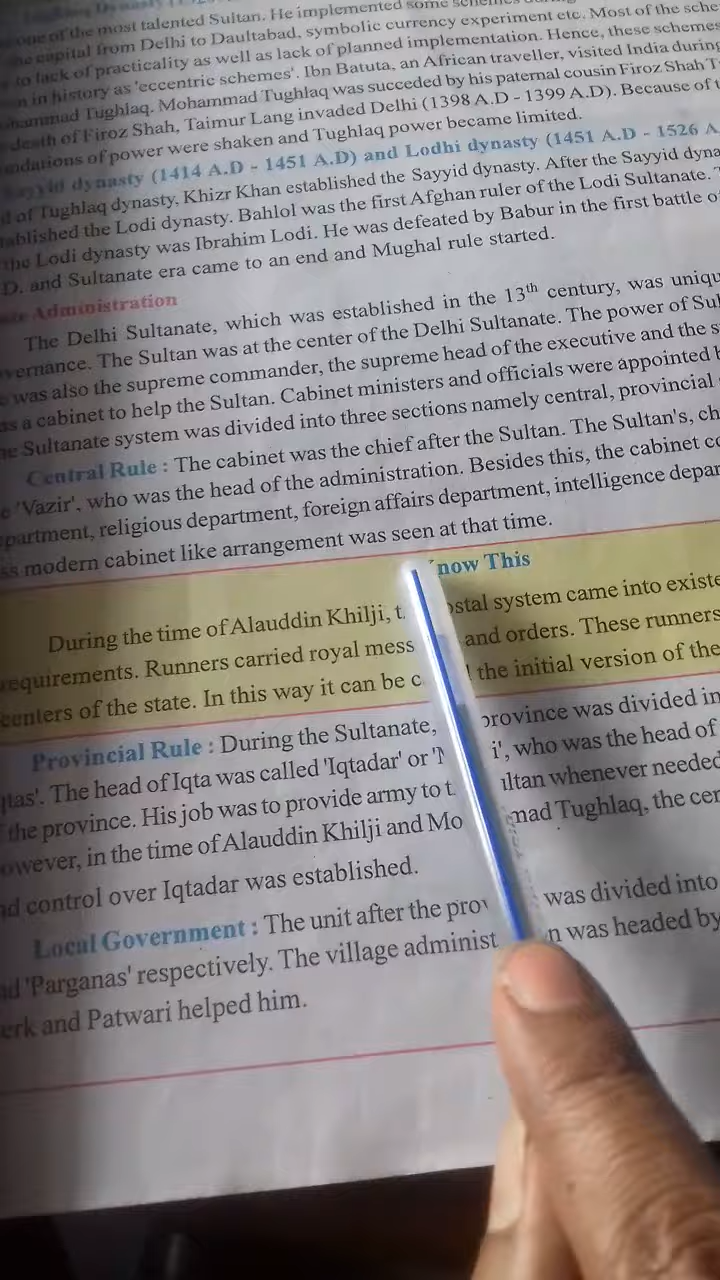 one of the most talented Sultan. He implemented some schemes
capital from Delhi to Daultabad, symbolic currency experiment etc. Most of the sche
to lack of practicality as well as lack of planned implementation. Hence, these schemes
in history as 'eccentric schemes'. Ibn Batuta, an African traveller, visited India during
Tughlaq. Mohammad Tughlaq was succeded by his paternal cousin Firoz Shah T
death of Firoz Shah, Taimur Lang invaded Delhi (1398 A.D - 1399 A.D). Because of
ndations of power were shaken and Tughlaq power became limited.
Sayyid dynasty (1414 A.D - 1451 A.D) and Lodhi dynasty (1451 A.D - 1526 A
d of Tughlaq dynasty, Khizr Khan established the Sayyid dynasty. After the Sayyid dyna
ablished the Lodi dynasty. Bahlol was the first Afghan ruler of the Lodi Sultanate.
the Lodi dynasty was Ibrahim Lodi. He was defeated by Babur in the first battle o
D. and Sultanate era came to an end and Mughal rule started.
Administration
The Delhi Sultanate, which was established in the 13th century, was uniqu
vernance. The Sultan was at the center of the Delhi Sultanate. The power of Sul
was also the supreme commander, the supreme head of the executive and the s
as a cabinet to help the Sultan. Cabinet ministers and officials were appointed b
he Sultanate system was divided into three sections namely central, provincial
Central Rule : The cabinet was the chief after the Sultan. The Sultan's, ch
e 'Vazir', who was the head of the administration. Besides this, the cabinet co
partment, religious department, foreign affairs department, intelligence depar
ss modern cabinet like arrangement was seen at that time.
now This
During the time of Alauddin Khilji, t ostal system came into existe
requirements. Runners carried royal mess and orders. These runners
centers of the state. In this way it can be c the initial version of the
Provincial Rule : During the Sultanate, province was divided in
qtas'. The head of Iqta was called 'Iqtadar' or i', who was the head of
the province. His job was to provide army to t ultan whenever needed
owever, in the time of Alauddin Khilji and Mo mad Tughlaq, the cen
nd control over Iqtadar was established.
Local Government : The unit after the prov was divided into
nd 'Parganas' respectively. The village administ n was headed by
erk and Patwari helped him.